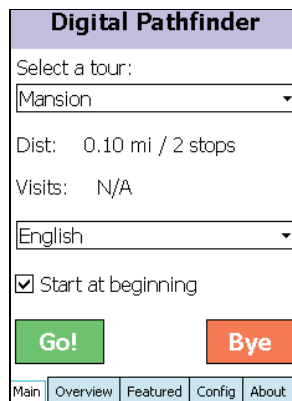 Digital Pathfinder
Select a tour:
Mansion
Dist: 0.10 mi / 2 stops
Visits: N/A
English
Start at beginning
Go! Bye
Main Overview Featured Config About